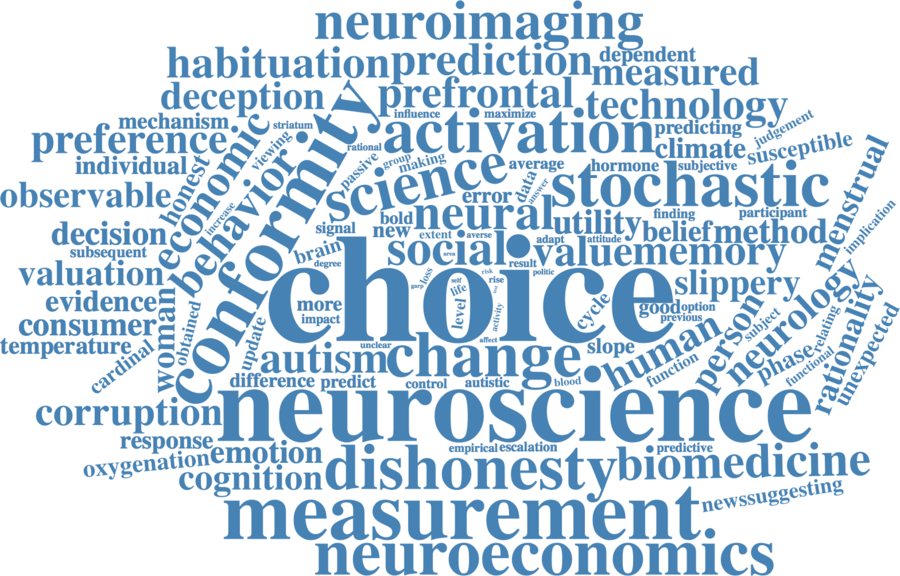 neuroimaging
habituation
prediction
dependent
measured
deception
prefrontal
technology
mechanism
striatum
influence
maximize
conformity
preference
economic
viewing
rational
activation
predicting
judgement
climate
susceptible
individual
honest
behavior
passive
group
making
science
average
hormone
subjective
observable
increase
error
data
answer
stochastic
menstrual
bold
neural
finding
participant
decision
signal
new
utility
belief
method
implication
subsequent
brain
extent
averse
adapt
attitude
social
value
memory
valuation
degree
area
result
politic
choice
garp
loss
self
risk
rise
slippery
neurology
evidence
woman
more
life
level
activity
cycle
good
option
rationality
consumer
obtained
update
impact
previous
person
subject
relating
unexpected
temperature
unclear
affect
slope
human
phase
cardinal
autism
change
function
functional
difference
predict
control
autistic
blood
corruption
neuroscience
response
emotion
empirical
escalation
predictive
oxygenation
cognition
dishonesty
biomedicine
measurement
news
suggesting
neuroeconomics